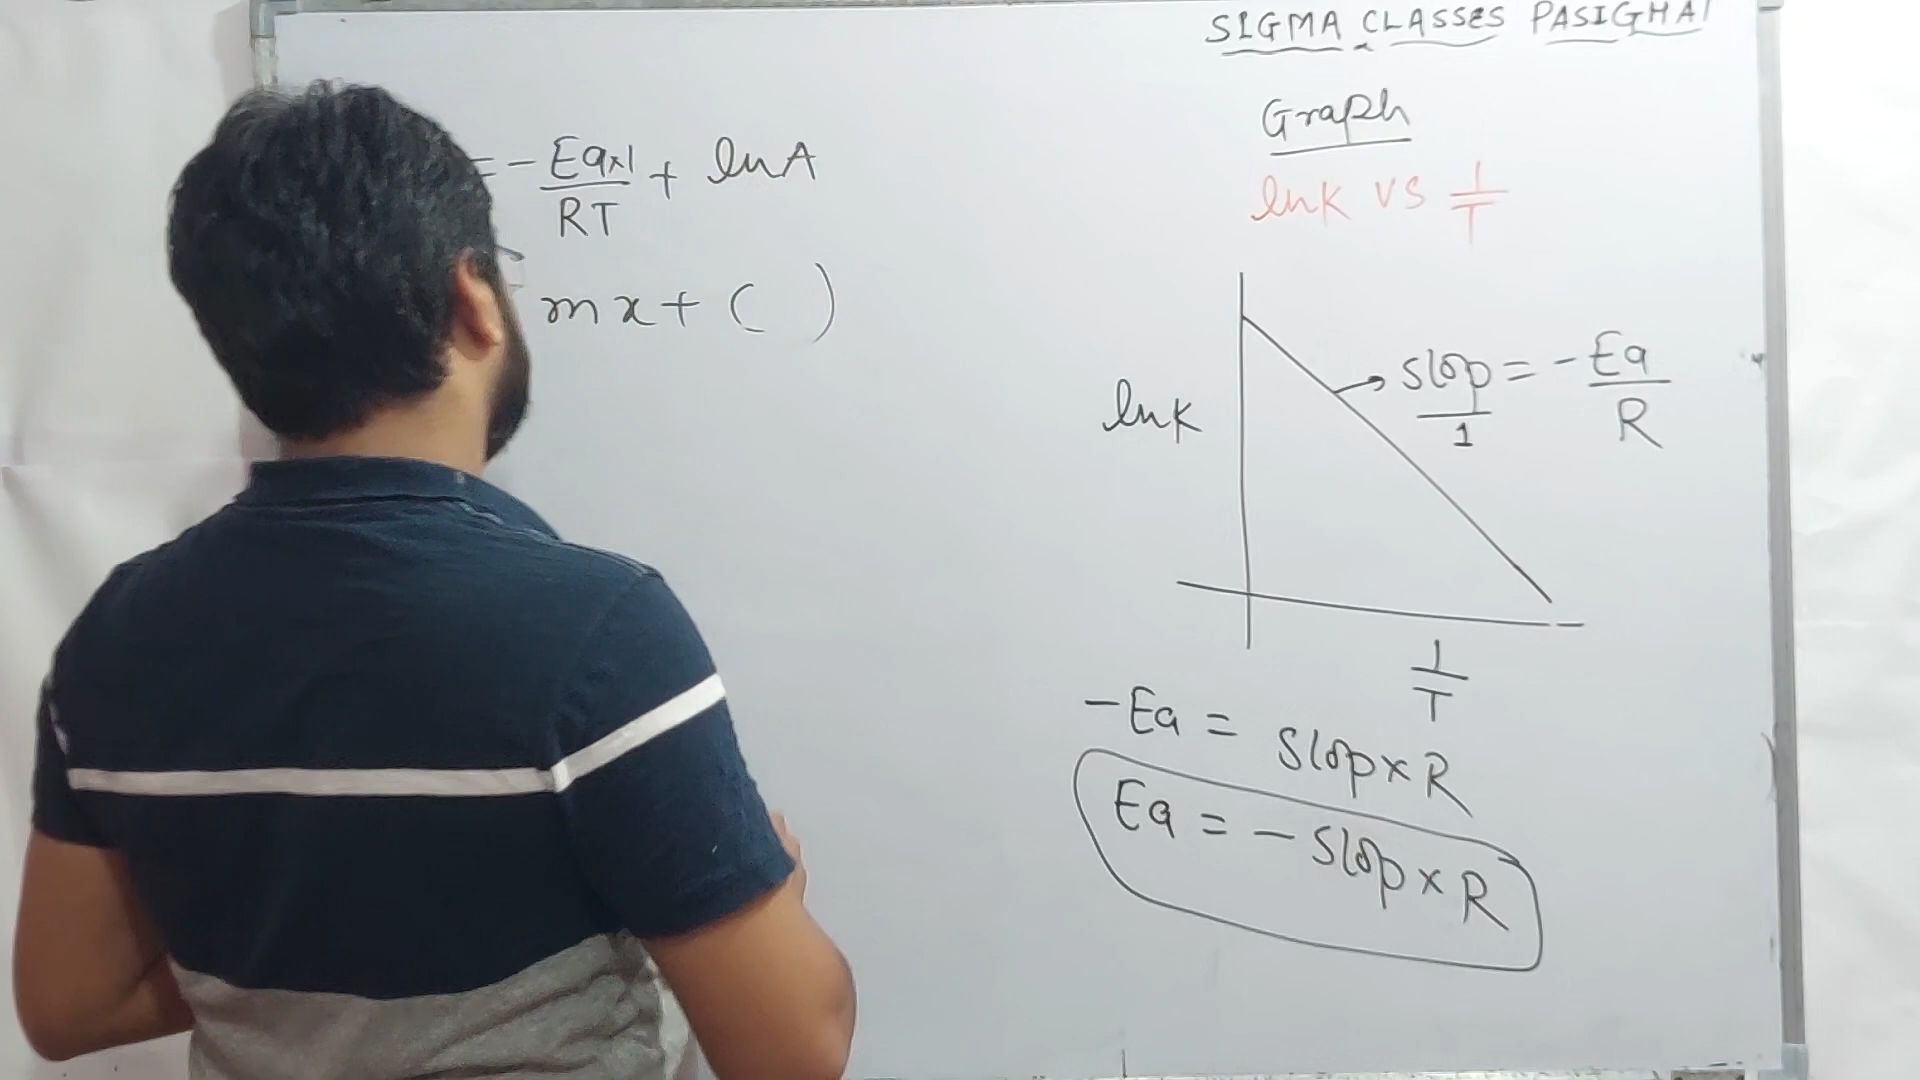 SIGMA CLASSES PASIGHAT
= - Ea×1/RT + ln A
mx + C )
Graph
lnK VS 1/T
lnK
slop/1 = - Ea/R
1/T
-Ea = Slop × R
Ea = - Slop × R